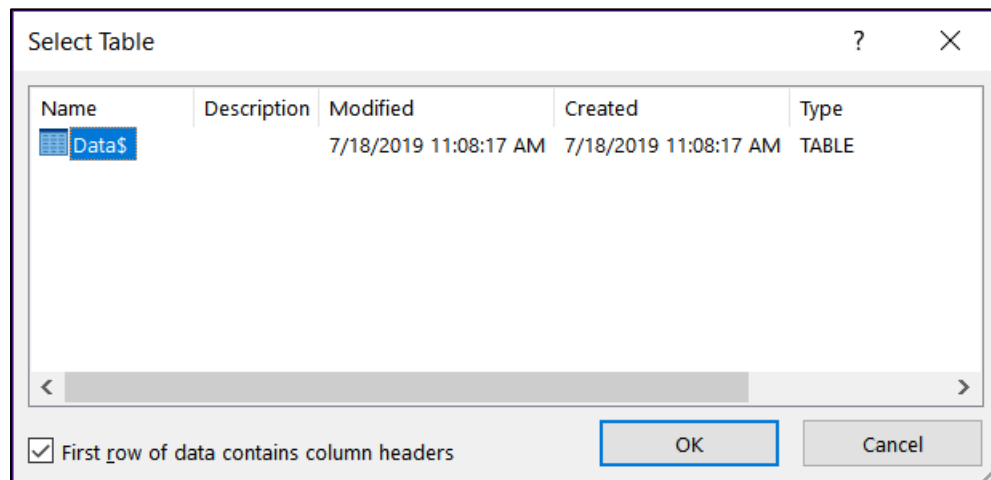 Select Table
Name Description Modified Created Type
Data$ 7/18/2019 11:08:17 AM 7/18/2019 11:08:17 AM TABLE
First row of data contains column headers OK Cancel